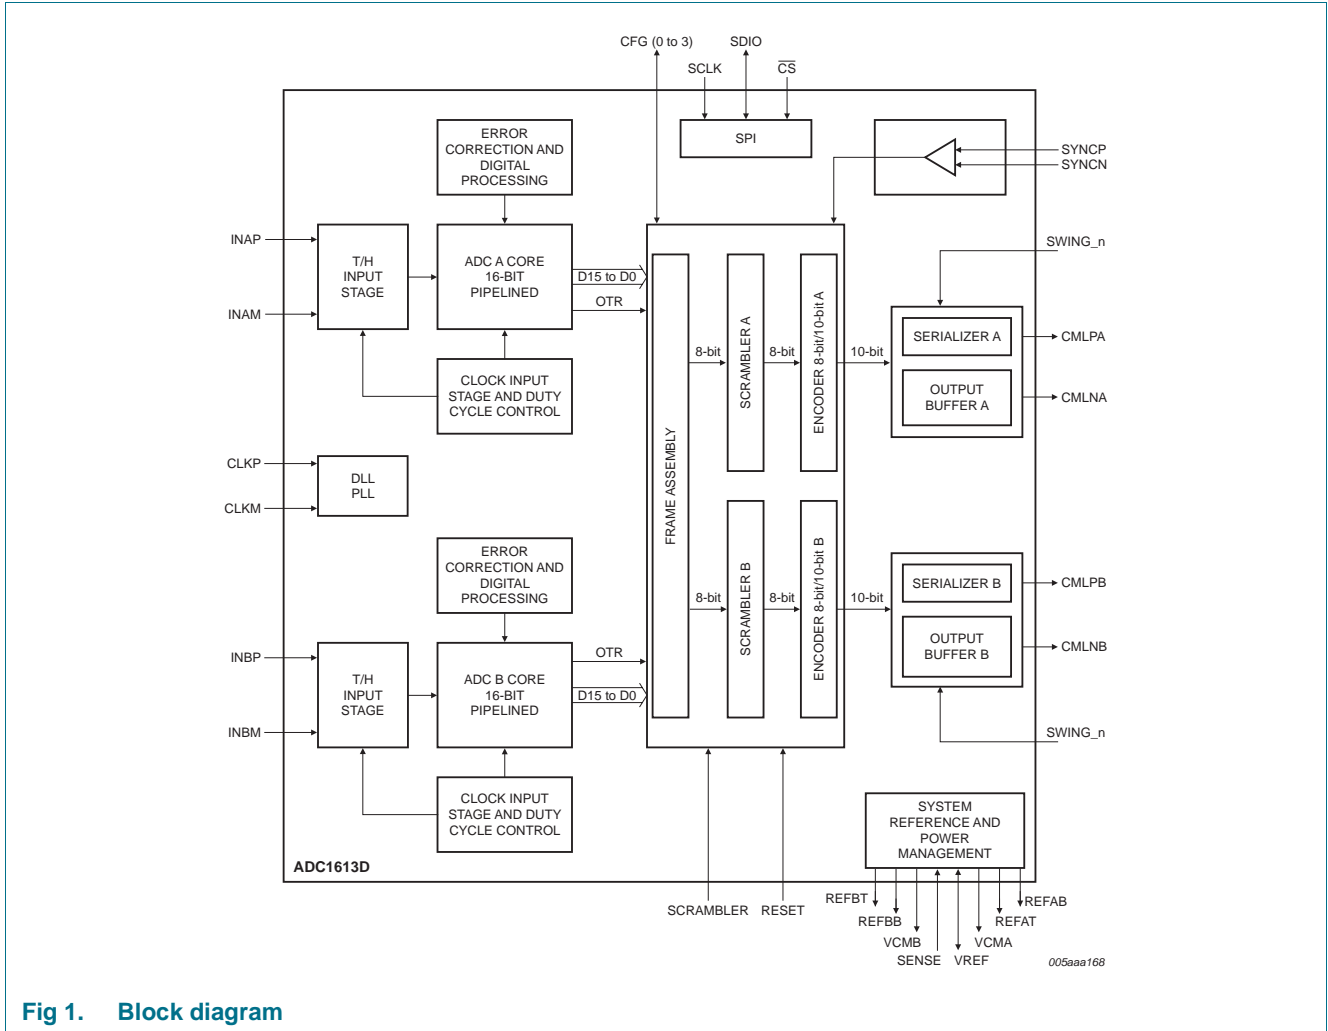 CFG (0 to 3)
SDIO
SCLK
CS
SPI
ERROR
CORRECTION AND
DIGITAL
PROCESSING
SYNCP
SYNCN
INAP
INAM
T/H
INPUT
STAGE
ADC A CORE
16-BIT
PIPELINED
D15 to D0
OTR
SWING_n
CLOCK INPUT
STAGE AND DUTY
CYCLE CONTROL
FRAME ASSEMBLY
8-bit
SCRAMBLER A
8-bit
ENCODER 8-bit/10-bit A
10-bit
SERIALIZER A
OUTPUT
BUFFER A
CMLPA
CMLNA
CLKP
CLKM
DLL
PLL
ERROR
CORRECTION AND
DIGITAL
PROCESSING
8-bit
SCRAMBLER B
8-bit
ENCODER 8-bit/10-bit B
10-bit
SERIALIZER B
OUTPUT
BUFFER B
CMLPB
CMLNB
INBP
INBM
T/H
INPUT
STAGE
ADC B CORE
16-BIT
PIPELINED
OTR
D15 to D0
SWING_n
CLOCK INPUT
STAGE AND DUTY
CYCLE CONTROL
SYSTEM
REFERENCE AND
POWER
MANAGEMENT
ADC1613D
SCRAMBLER
RESET
REFBT
REFBB
VCMB
SENSE
VREF
VCMA
REFAT
REFAB
005aaa168
Fig 1. Block diagram